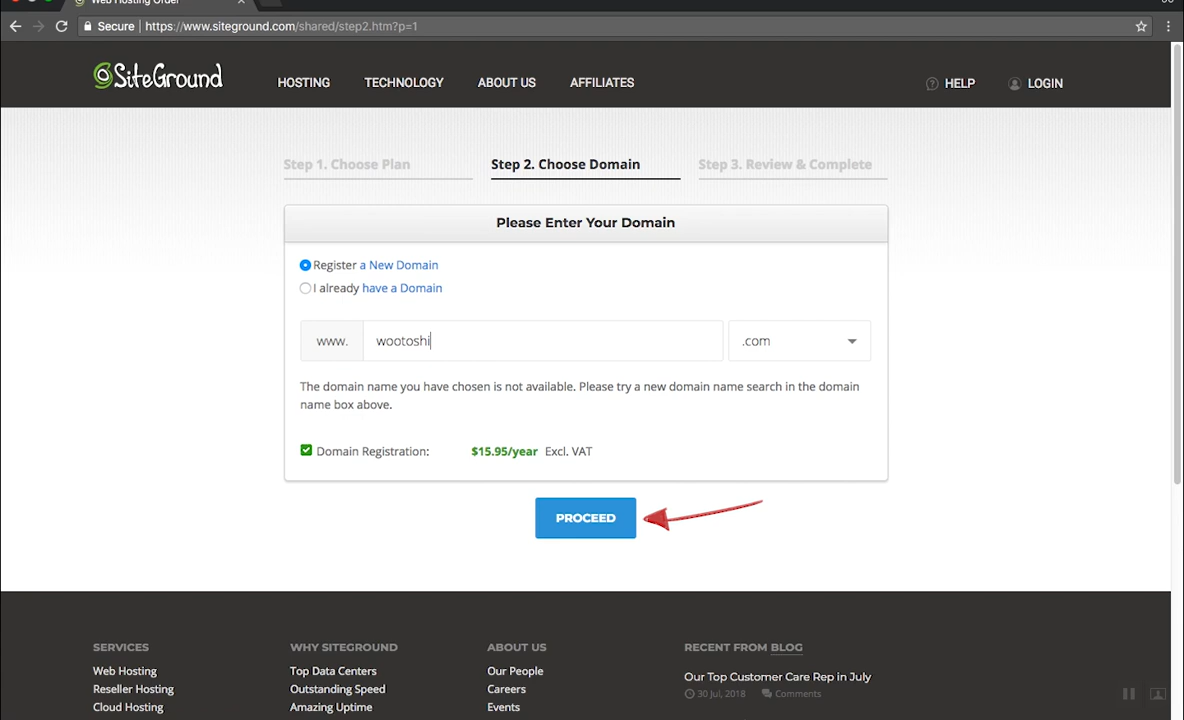 Web Hosting Order
Secure | https://www.siteground.com/shared/step2.htm?p=1
SiteGround
HOSTING TECHNOLOGY ABOUT US AFFILIATES HELP LOGIN
Step 1. Choose Plan Step 2. Choose Domain Step 3. Review & Complete
Please Enter Your Domain
Register a New Domain
I already have a Domain
www. wootoshi .com
The domain name you have chosen is not available. Please try a new domain name search in the domain
name box above.
Domain Registration: $15.95/year Excl. VAT
PROCEED
SERVICES WHY SITEGROUND ABOUT US RECENT FROM BLOG
Web Hosting Top Data Centers Our People Our Top Customer Care Rep in July
Reseller Hosting Outstanding Speed Careers 30 Jul, 2018 Comments
Cloud Hosting Amazing Uptime Events